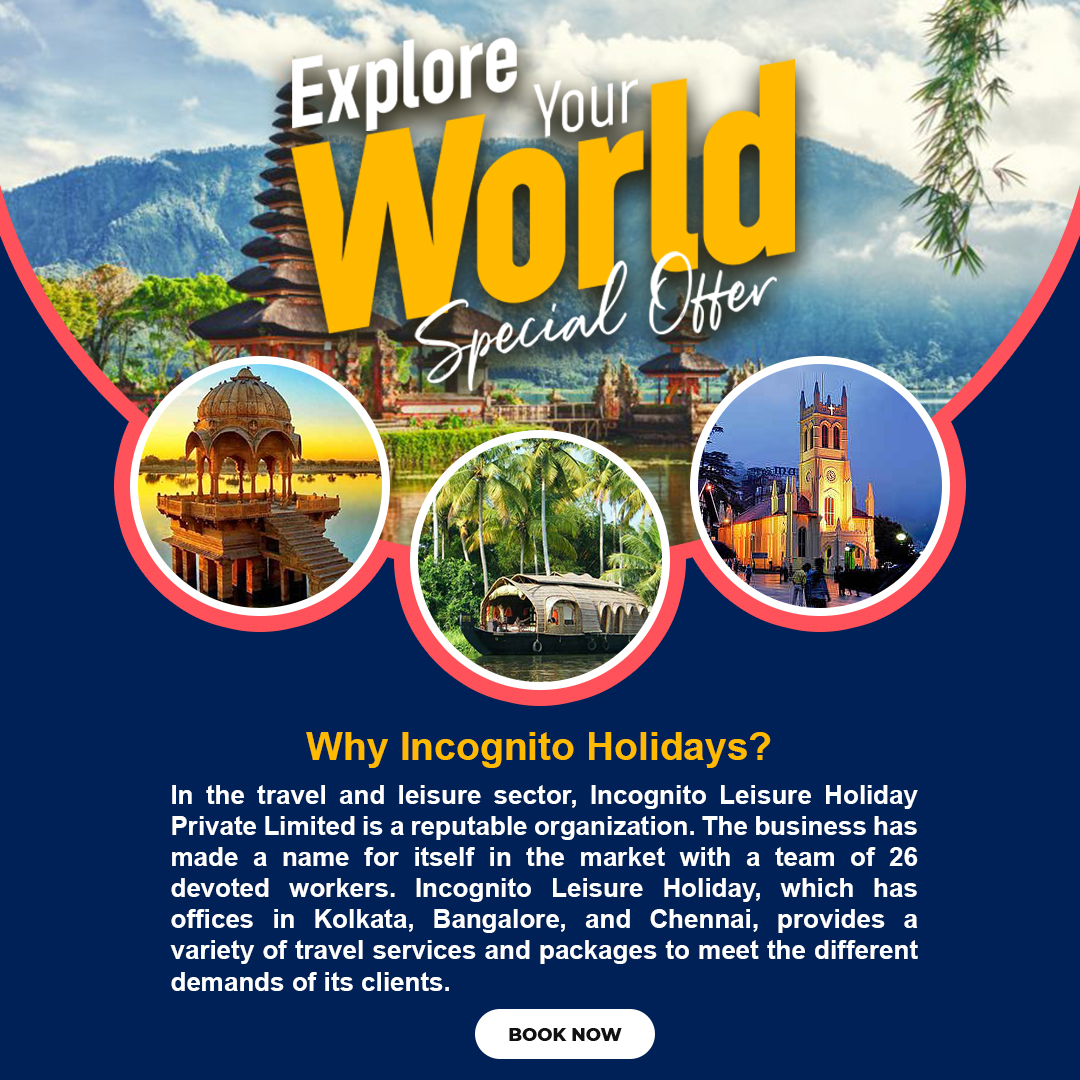 Explore
Your
World
Special Offer
Why Incognito Holidays?
In the travel and leisure sector, Incognito Leisure Holiday
Private Limited is a reputable organization. The business has
made a name for itself in the market with a team of 26
devoted workers. Incognito Leisure Holiday, which has
offices in Kolkata, Bangalore, and Chennai, provides a
variety of travel services and packages to meet the different
demands of its clients.
BOOK NOW